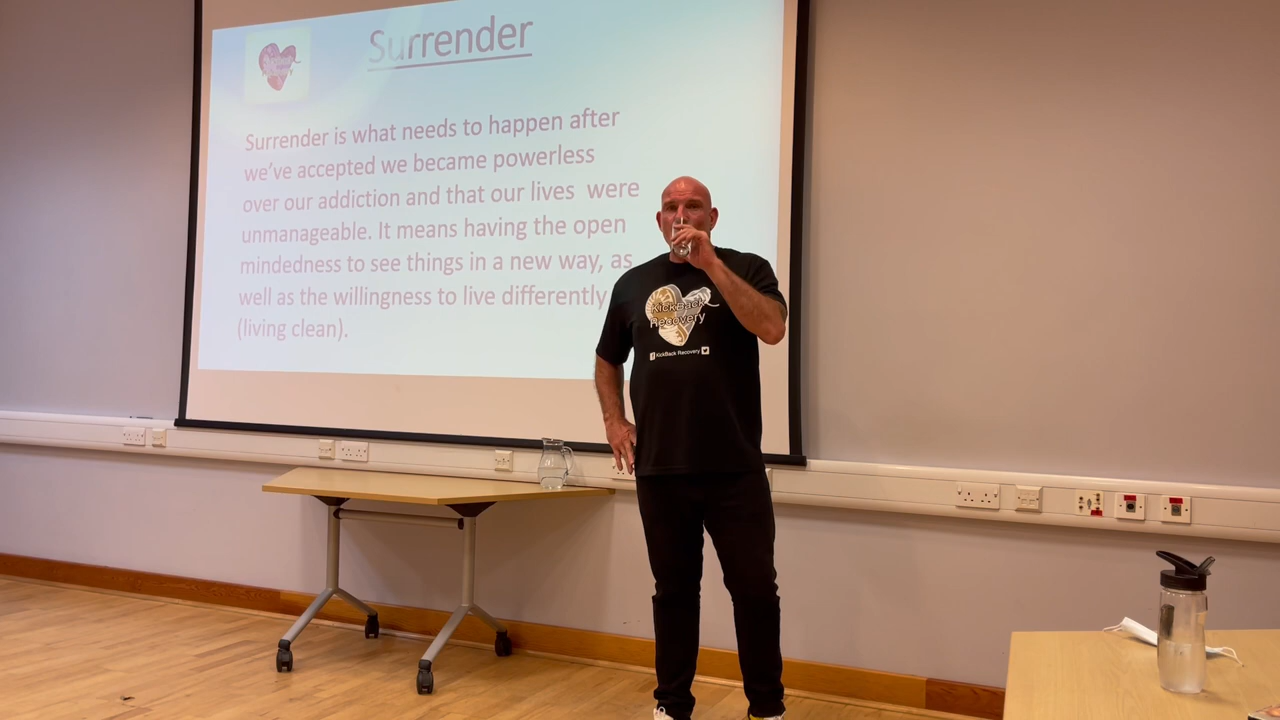 Surrender
Surrender is what needs to happen after
we've accepted we became powerless
over our addiction and that our lives were
unmanageable. It means having the open
mindedness to see things in a new way, as
well as the willingness to live differently
(living clean).
KickBack
Recovery
KickBack Recovery